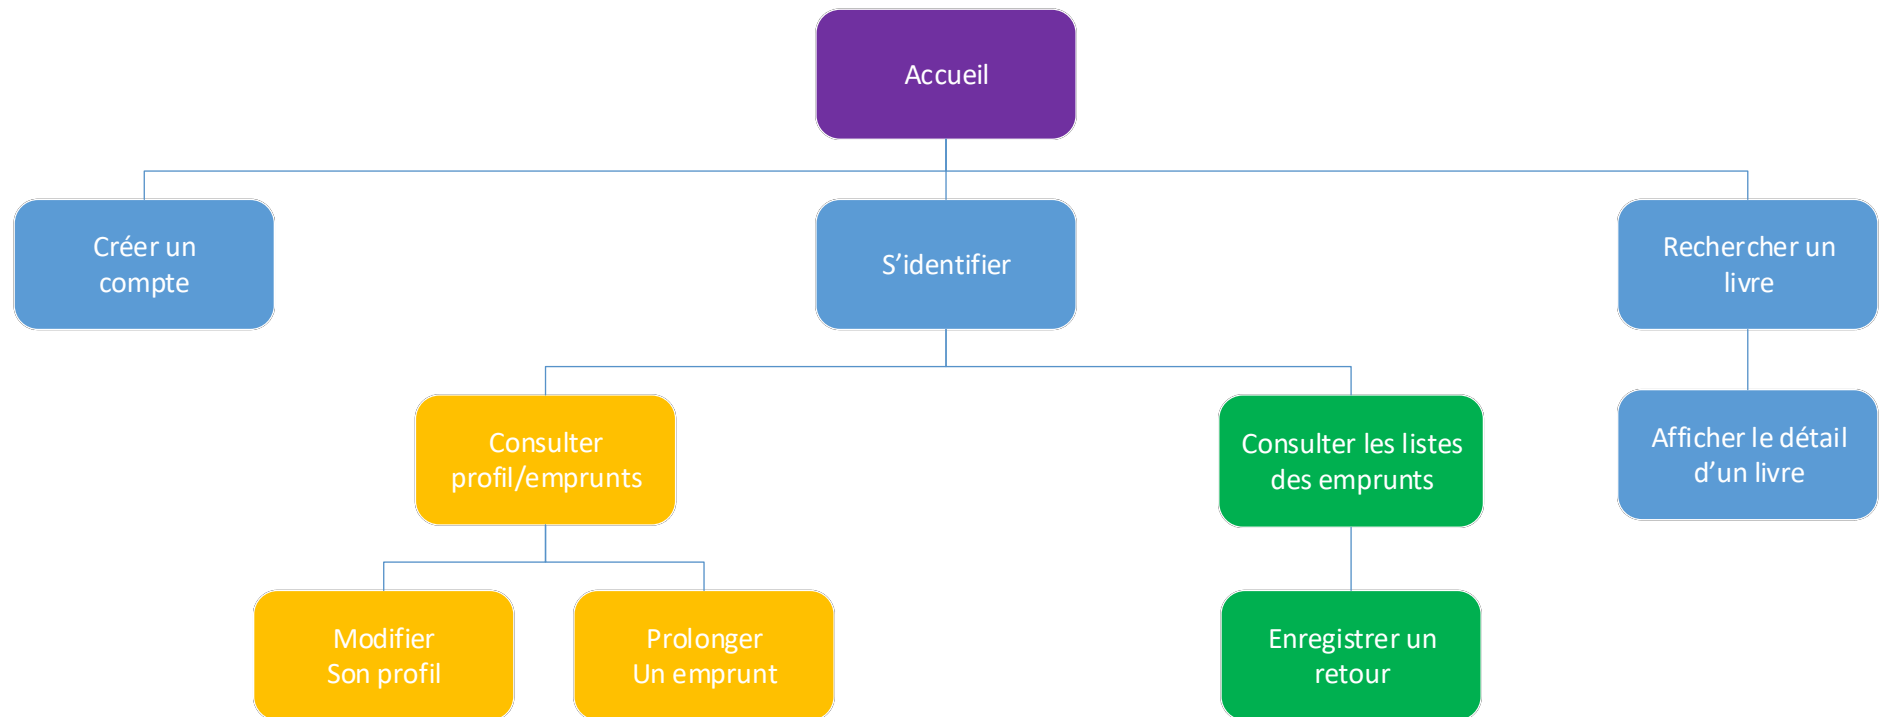 Accueil
Créer un
compte
S’identifier
Rechercher un
livre
Consulter
profil/emprunts
Consulter les listes
des emprunts
Afficher le détail
d’un livre
Modifier
Son profil
Prolonger
Un emprunt
Enregistrer un
retour